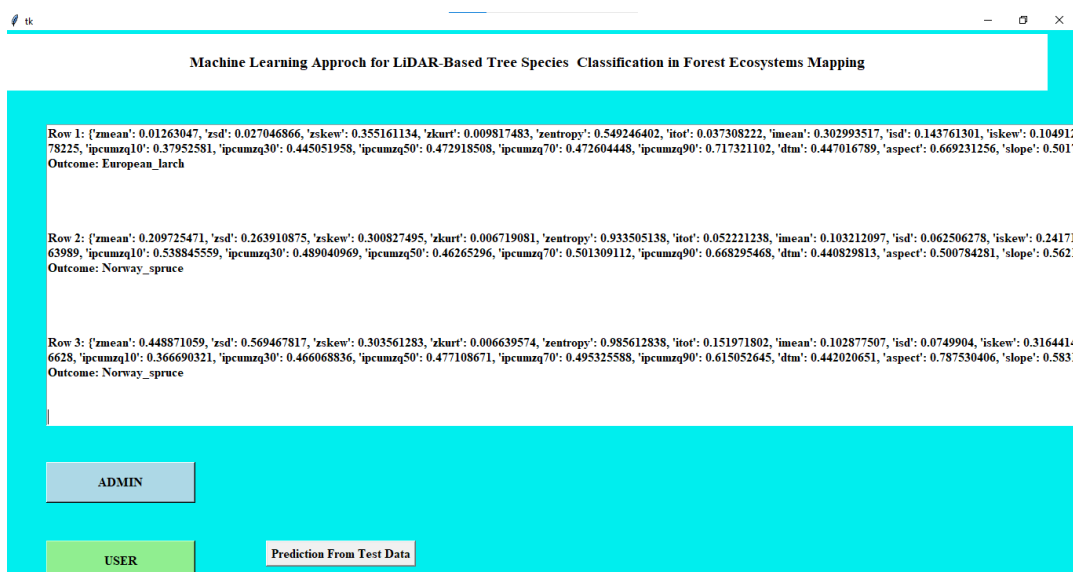 tk
Machine Learning Approch for LiDAR-Based Tree Species  Classification in Forest Ecosystems Mapping
Row 1: {'zmean': 0.01263047, 'zsd': 0.027046866, 'zskew': 0.355161134, 'zkurt': 0.009817483, 'zentropy': 0.549246402, 'itot': 0.037308222, 'imean': 0.302993517, 'isd': 0.143761301, 'iskew': 0.104912
78225, 'ipcumzq10': 0.37952581, 'ipcumzq30': 0.445051958, 'ipcumzq50': 0.472918508, 'ipcumzq70': 0.472604448, 'ipcumzq90': 0.717321102, 'dtm': 0.447016789, 'aspect': 0.669231256, 'slope': 0.501
Outcome: European_larch
Row 2: {'zmean': 0.209725471, 'zsd': 0.263910875, 'zskew': 0.300827495, 'zkurt': 0.006719081, 'zentropy': 0.933505138, 'itot': 0.052221238, 'imean': 0.103212097, 'isd': 0.062506278, 'iskew': 0.2417
63989, 'ipcumzq10': 0.538845559, 'ipcumzq30': 0.489040969, 'ipcumzq50': 0.46265296, 'ipcumzq70': 0.501309112, 'ipcumzq90': 0.668295468, 'dtm': 0.440829813, 'aspect': 0.500784281, 'slope': 0.562
Outcome: Norway_spruce
Row 3: {'zmean': 0.448871059, 'zsd': 0.569467817, 'zskew': 0.303561283, 'zkurt': 0.006639574, 'zentropy': 0.985612838, 'itot': 0.151971802, 'imean': 0.102877507, 'isd': 0.0749904, 'iskew': 0.316441
6628, 'ipcumzq10': 0.366690321, 'ipcumzq30': 0.466068836, 'ipcumzq50': 0.477108671, 'ipcumzq70': 0.495325588, 'ipcumzq90': 0.615052645, 'dtm': 0.442020651, 'aspect': 0.787530406, 'slope': 0.583
Outcome: Norway_spruce
ADMIN
USER
Prediction From Test Data